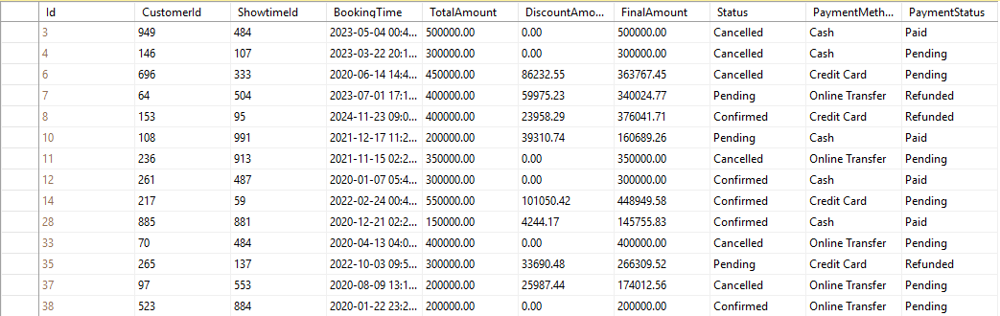 Id CustomerId ShowtimeId BookingTime TotalAmount DiscountAmo... FinalAmount Status PaymentMeth... PaymentStatus
3 949 484 2023-05-04 00:4... 500000.00 0.00 500000.00 Cancelled Cash Paid
4 146 107 2023-03-22 20:1... 300000.00 0.00 300000.00 Cancelled Cash Pending
6 696 333 2020-06-14 14:4... 450000.00 86232.55 363767.45 Cancelled Credit Card Pending
7 64 504 2023-07-01 17:1... 400000.00 59975.23 340024.77 Pending Online Transfer Refunded
8 153 95 2024-11-23 09:0... 400000.00 23958.29 376041.71 Confirmed Credit Card Refunded
10 108 991 2021-12-17 11:2... 200000.00 39310.74 160689.26 Pending Cash Paid
11 236 913 2021-11-15 02:2... 350000.00 0.00 350000.00 Cancelled Online Transfer Pending
12 261 487 2020-01-07 05:4... 300000.00 0.00 300000.00 Confirmed Cash Paid
14 217 59 2022-02-24 00:4... 550000.00 101050.42 448949.58 Confirmed Credit Card Pending
28 885 881 2020-12-21 02:2... 150000.00 4244.17 145755.83 Confirmed Cash Paid
33 70 484 2020-04-13 04:0... 400000.00 0.00 400000.00 Cancelled Online Transfer Pending
35 265 137 2022-10-03 09:5... 300000.00 33690.48 266309.52 Pending Credit Card Refunded
37 97 553 2020-08-09 13:1... 200000.00 25987.44 174012.56 Cancelled Online Transfer Pending
38 523 884 2020-01-22 23:2... 200000.00 0.00 200000.00 Confirmed Online Transfer Pending